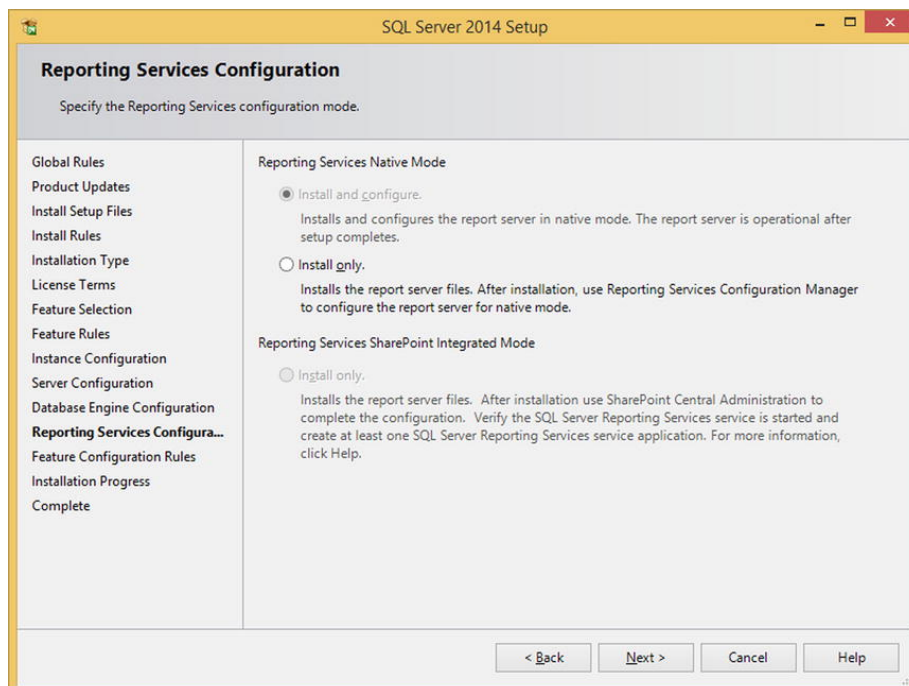 SQL Server 2014 Setup
Reporting Services Configuration
Specify the Reporting Services configuration mode.
Global Rules
Product Updates
Install Setup Files
Install Rules
Installation Type
License Terms
Feature Selection
Feature Rules
Instance Configuration
Server Configuration
Database Engine Configuration
Reporting Services Configura...
Feature Configuration Rules
Installation Progress
Complete
Reporting Services Native Mode
Install and configure.
Installs and configures the report server in native mode. The report server is operational after
setup completes.
Install only.
Installs the report server files. After installation, use Reporting Services Configuration Manager
to configure the report server for native mode.
Reporting Services SharePoint Integrated Mode
Install only.
Installs the report server files.  After installation use SharePoint Central Administration to
complete the configuration.  Verify the SQL Server Reporting Services service is started and
create at least one SQL Server Reporting Services service application. For more information,
click Help.
< Back
Next >
Cancel
Help